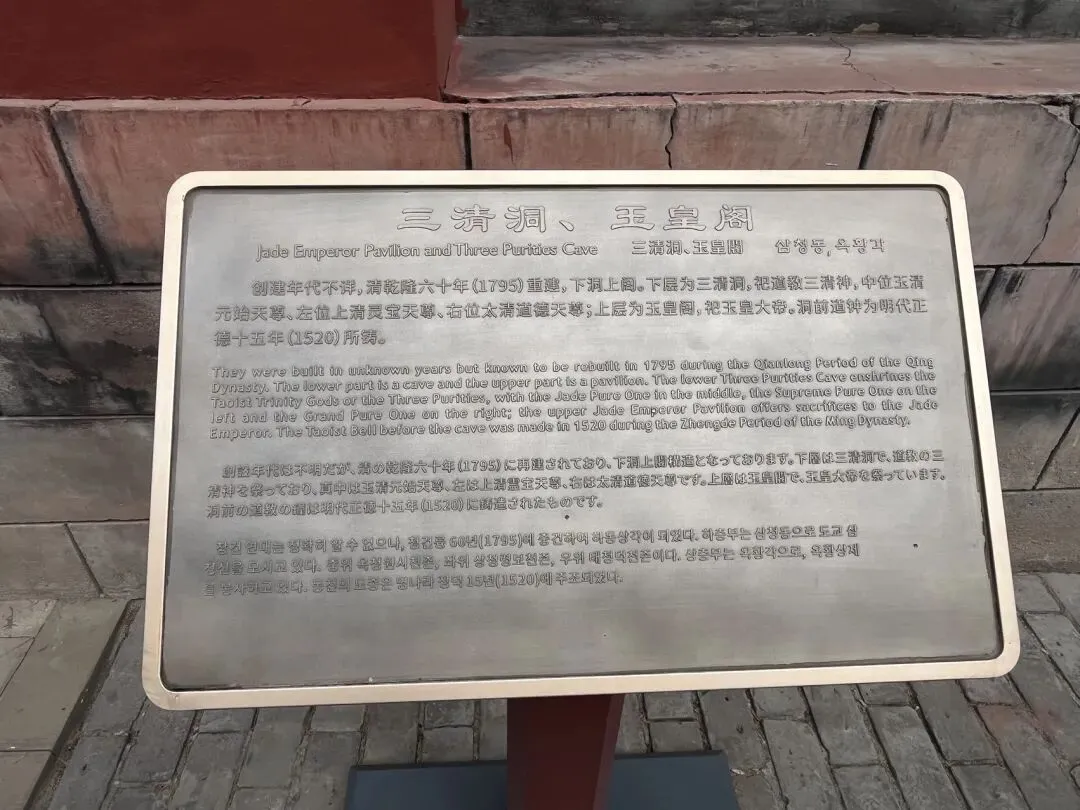 三清洞、玉皇阁
Jade Emperor Pavilion and Three Purities Cave 三清洞、玉皇閣 삼청동, 옥황각
创建年代不详，清乾隆六十年（1795）重建，下洞上阁。下层为三清洞，祀道教三清神，中位玉清
元始天尊、左位上清灵宝天尊、右位太清道德天尊；上层为玉皇阁，祀玉皇大帝。洞前道钟为明代正
德十五年（1520）所铸。
They were built in unknown years but known to be rebuilt in 1795 during the Qianlong Period of the Qing
Dynasty. The lower part is a cave and the upper part is a pavilion. The lower Three Purities Cave enshrines the
Taoist Trinity Gods or the Three Purities, with the Jade Pure One in the middle, the Supreme Pure One on the
left and the Grand Pure One on the right; the upper Jade Emperor Pavilion offers sacrifices to the Jade
Emperor. The Taoist Bell before the cave was made in 1520 during the Zhengde Period of the Ming Dynasty.
創設年代は不明だが、清の乾隆六十年（1795）に再建されており、下洞上閣構造となっております。下層は三清洞で、道教の三
清神を祭っており、真中は玉清元始天尊、左は上清靈宝天尊、右は太清道德天尊です。上層は玉皇閣で、玉皇大帝を祭っています。
洞前の道教の鐘は明代正德十五年（1520）に鋳造されたものです。
창건 연대는 정확히 알 수 없으나, 청건륭 60년(1795)에 중건하여 하동상각이 되었다. 하층부는 삼청동으로 도교 삼
청신을 모시고 있다. 중위 옥청원시천존, 좌위 상청령보천존, 우위 태청덕천존이다. 상층부는 옥황각으로, 옥황상제
를 봉사하고 있다. 동전의 도종은 명나라 정덕 15년(1520)에 주조되었다.